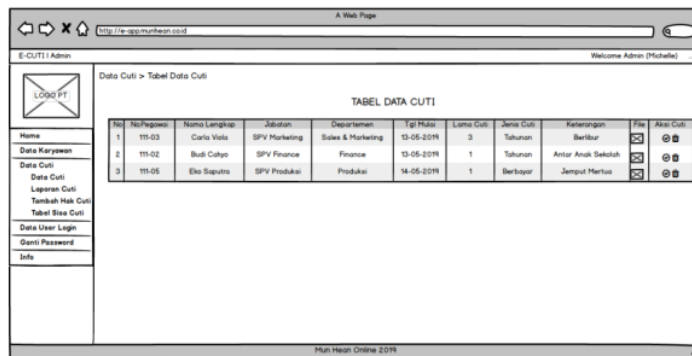 A Web Page
http://e-app.munhean.co.id
E-CUTI I Admin
Welcome Admin (Michelle)
LOGO PT
Data Cuti > Tabel Data Cuti
TABEL DATA CUTI
No NoPegawai Nama Lengkap Jabatan Departemen Tgl Mulai Lama Cuti Jenis Cuti Keterangan File Aksi Cuti
1 111-03 Carla Viola SPV Marketing Sales & Marketing 13-05-2019 3 Tahunan Berlibur
2 111-02 Budi Cahyo SPV Finance Finance 13-05-2019 1 Tahunan Antar Anak Sekolah
3 111-05 Eko Saputra SPV Produksi Produksi 14-05-2019 1 Berbayar Jemput Mertua
Home
Data Karyawan
Data Cuti
Data Cuti
Laporan Cuti
Tambah Hak Cuti
Tabel Sisa Cuti
Data User Login
Ganti Password
Info
Mun Hean Online 2019